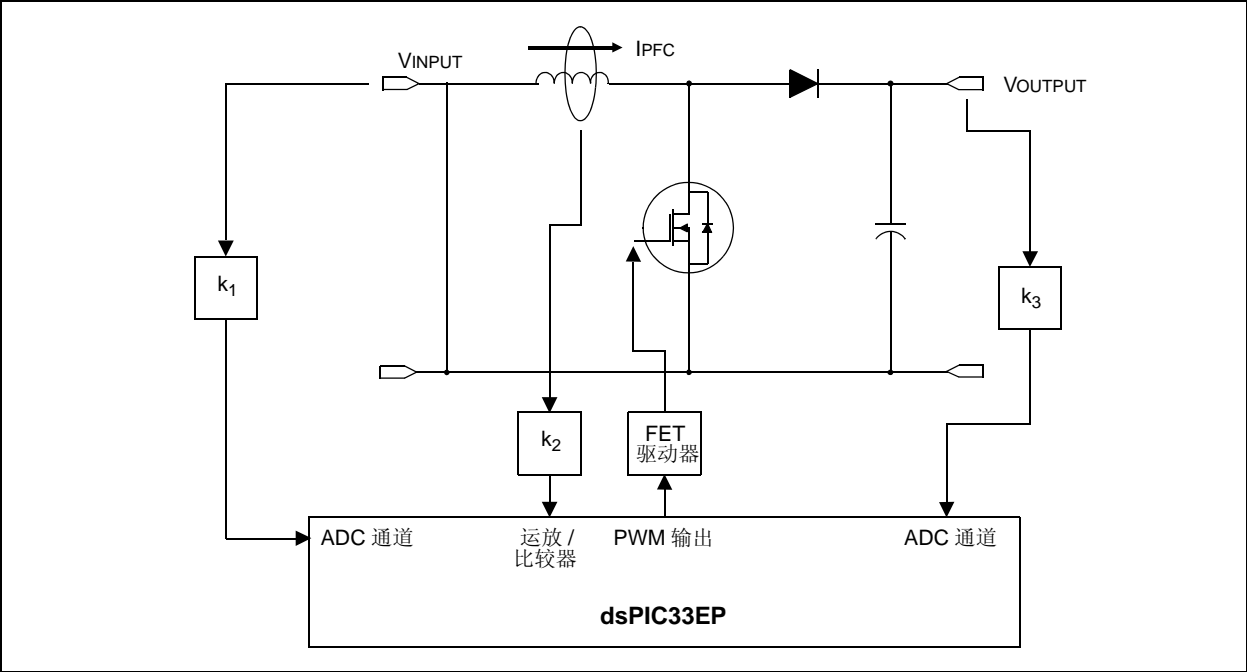 IPFC
VINPUT
VOUTPUT
k1
k3
k2
FET
驱动器
ADC 通道
运放 /
比较器
PWM 输出
ADC 通道
dsPIC33EP